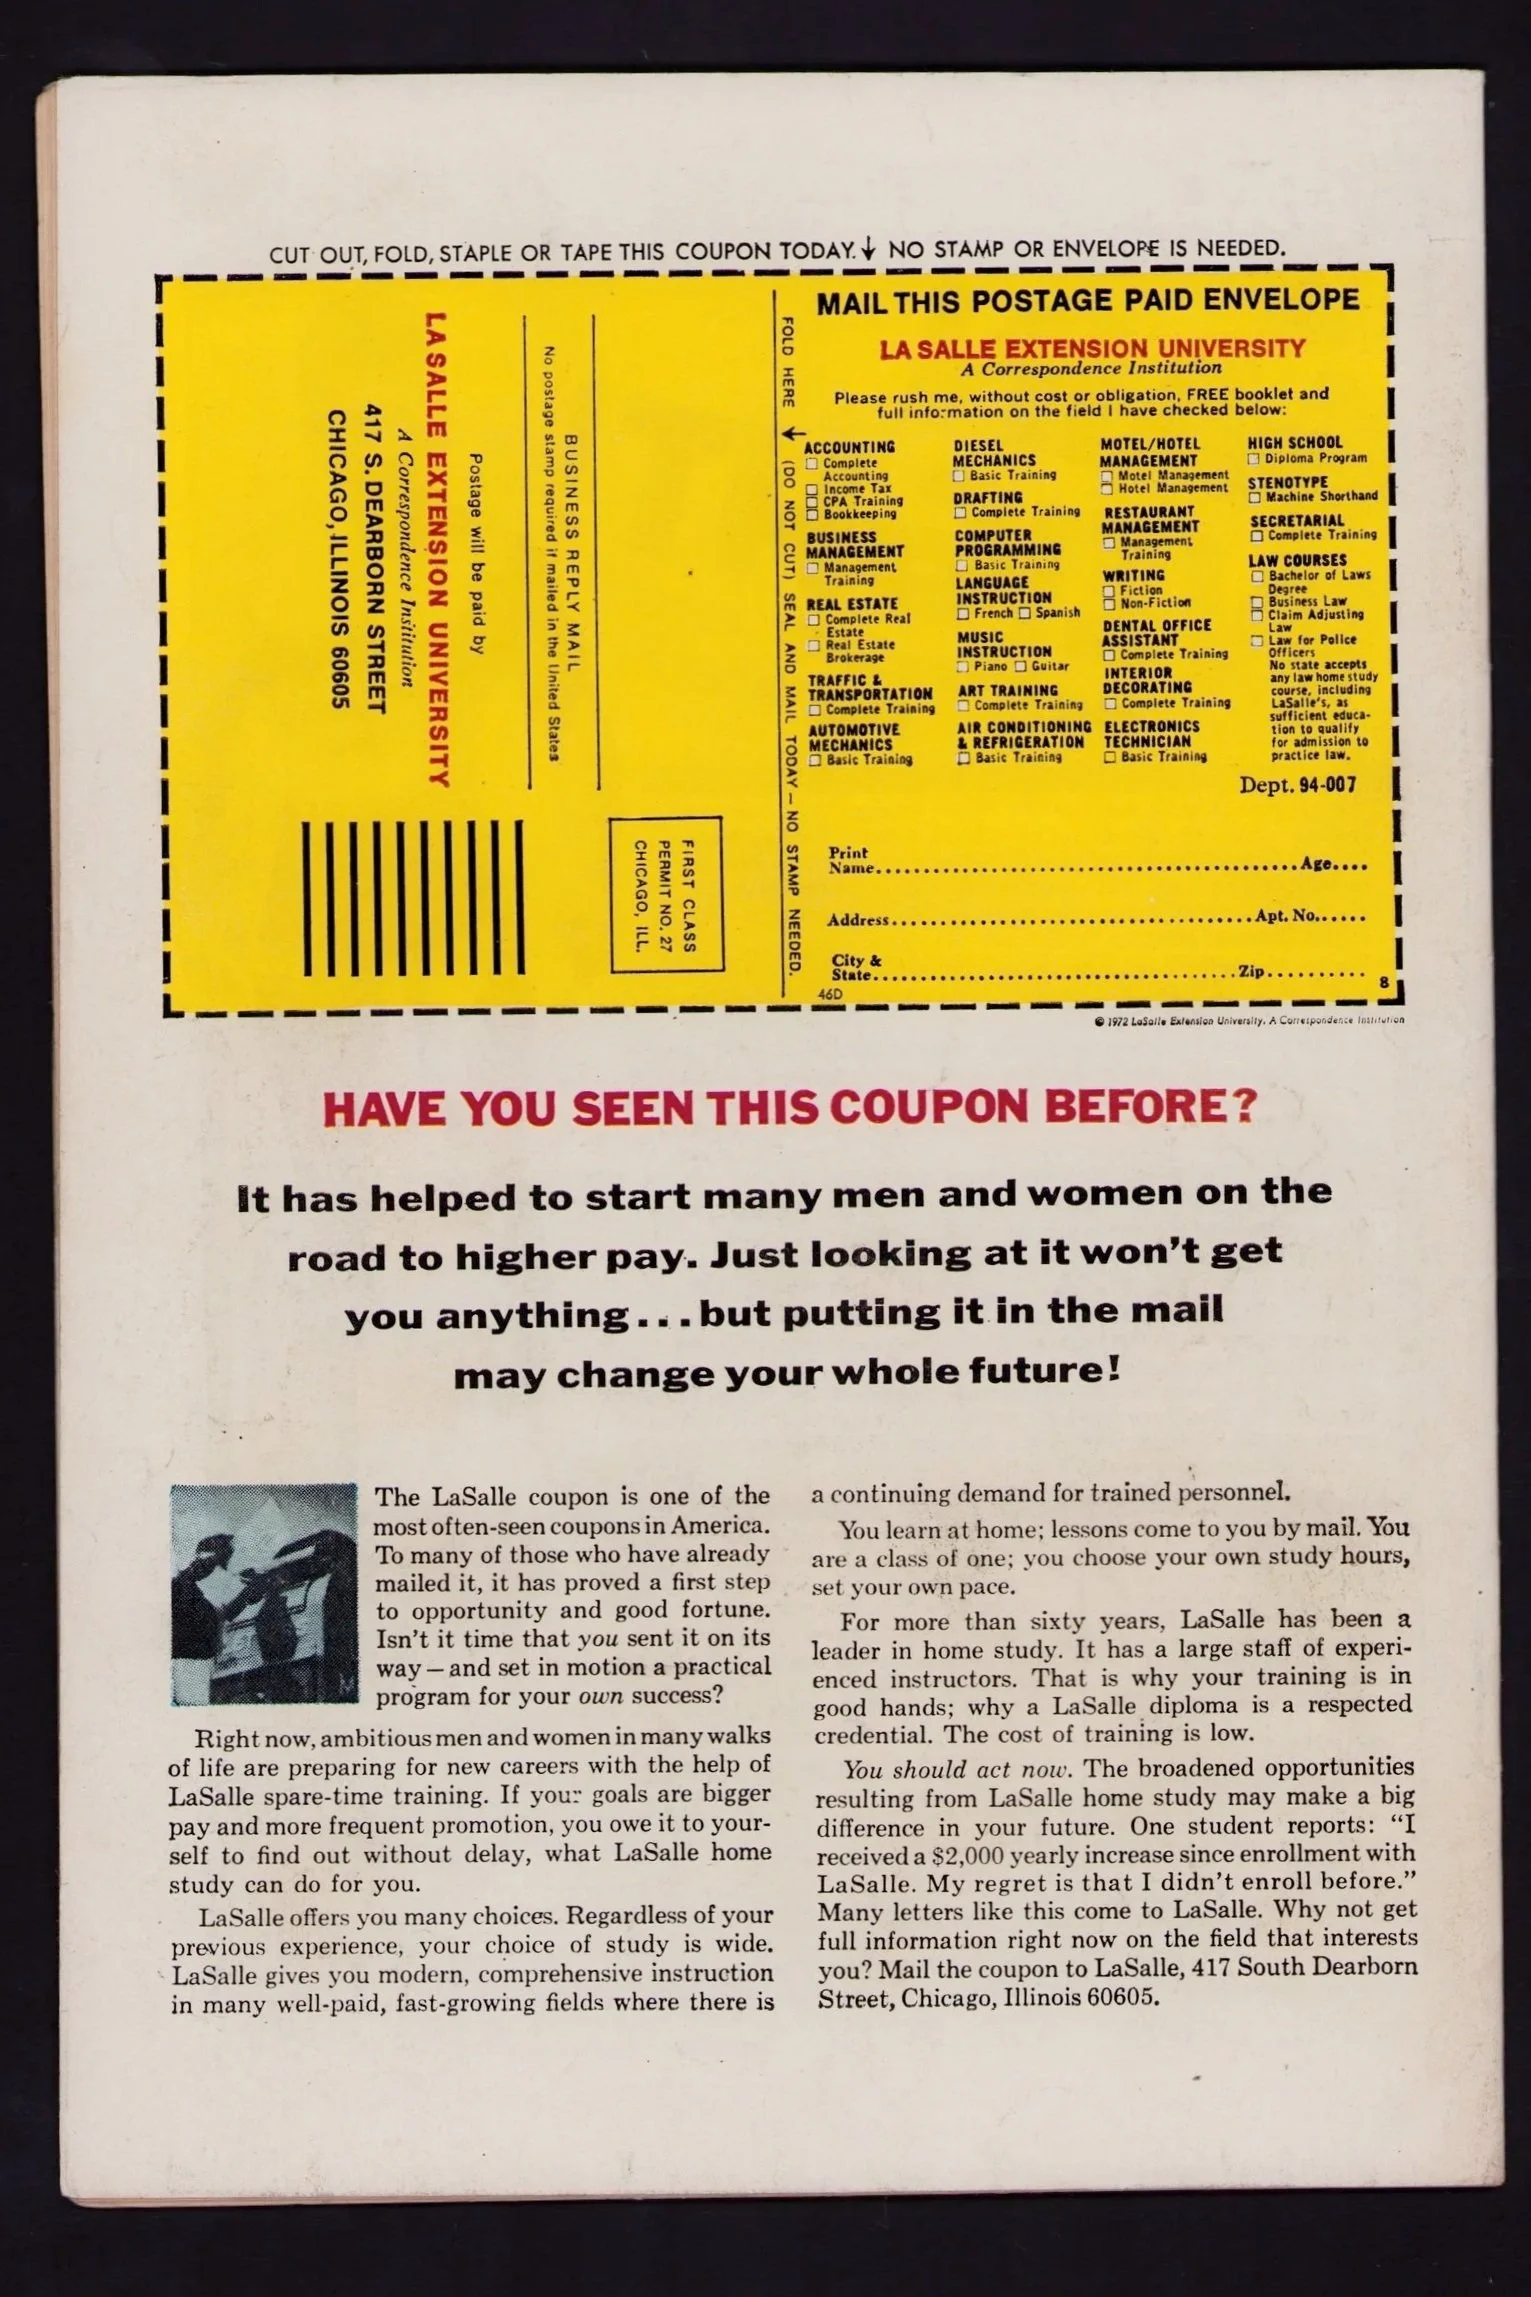 CUT OUT, FOLD, STAPLE OR TAPE THIS COUPON TODAY.↓ NO STAMP OR ENVELOPE IS NEEDED.
LA SALLE EXTENSION UNIVERSITY
A Correspondence Institution
417 S. DEARBORN STREET
CHICAGO, ILLINOIS 60605
Postage will be paid by
No postage stamp required if mailed in the United States
BUSINESS REPLY MAIL
FIRST CLASS
PERMIT NO. 27
CHICAGO, ILL.
FOLD HERE ↓ (DO NOT CUT) SEAL AND MAIL TODAY – NO STAMP NEEDED.
MAIL THIS POSTAGE PAID ENVELOPE
LA SALLE EXTENSION UNIVERSITY
A Correspondence Institution
Please rush me, without cost or obligation, FREE booklet and
full information on the field I have checked below:
ACCOUNTING
☐ Complete
Accounting
☐ Income Tax
☐ CPA Training
☐ Bookkeeping
BUSINESS
MANAGEMENT
☐ Management
Training
REAL ESTATE
☐ Complete Real
Estate
☐ Real Estate
Brokerage
TRAFFIC &
TRANSPORTATION
☐ Complete Training
AUTOMOTIVE
MECHANICS
☐ Basic Training
DIESEL
MECHANICS
☐ Basic Training
DRAFTING
☐ Complete Training
COMPUTER
PROGRAMMING
☐ Basic Training
LANGUAGE
INSTRUCTION
☐ French ☐ Spanish
MUSIC
INSTRUCTION
☐ Piano ☐ Guitar
ART TRAINING
☐ Complete Training
AIR CONDITIONING
& REFRIGERATION
☐ Basic Training
MOTEL/HOTEL
MANAGEMENT
☐ Motel Management
☐ Hotel Management
RESTAURANT
MANAGEMENT
☐ Management
Training
WRITING
☐ Fiction
☐ Non-Fiction
DENTAL OFFICE
ASSISTANT
☐ Complete Training
INTERIOR
DECORATING
☐ Complete Training
ELECTRONICS
TECHNICIAN
☐ Basic Training
HIGH SCHOOL
☐ Diploma Program
STENOTYPE
☐ Machine Shorthand
SECRETARIAL
☐ Complete Training
LAW COURSES
☐ Bachelor of Laws
Degree
☐ Business Law
☐ Claim Adjusting
Law
☐ Law for Police
Officers
No state accepts
any law home study
course, including
LaSalle's, as
sufficient educa-
tion to qualify
for admission to
practice law.
Dept. 94-007
Print
Name............................................Age....
Address......................................Apt. No......
City &
State......................................Zip..........
46D
8
© 1972 LaSalle Extension University, A Correspondence Institution
HAVE YOU SEEN THIS COUPON BEFORE?
It has helped to start many men and women on the
road to higher pay. Just looking at it won't get
you anything...but putting it in the mail
may change your whole future!
The LaSalle coupon is one of the
most often-seen coupons in America.
To many of those who have already
mailed it, it has proved a first step
to opportunity and good fortune.
Isn't it time that you sent it on its
way – and set in motion a practical
program for your own success?
Right now, ambitious men and women in many walks
of life are preparing for new careers with the help of
LaSalle spare-time training. If your goals are bigger
pay and more frequent promotion, you owe it to your-
self to find out without delay, what LaSalle home
study can do for you.
LaSalle offers you many choices. Regardless of your
previous experience, your choice of study is wide.
LaSalle gives you modern, comprehensive instruction
in many well-paid, fast-growing fields where there is
a continuing demand for trained personnel.
You learn at home; lessons come to you by mail. You
are a class of one; you choose your own study hours,
set your own pace.
For more than sixty years, LaSalle has been a
leader in home study. It has a large staff of experi-
enced instructors. That is why your training is in
good hands; why a LaSalle diploma is a respected
credential. The cost of training is low.
You should act now. The broadened opportunities
resulting from LaSalle home study may make a big
difference in your future. One student reports: "I
received a $2,000 yearly increase since enrollment with
LaSalle. My regret is that I didn't enroll before."
Many letters like this come to LaSalle. Why not get
full information right now on the field that interests
you? Mail the coupon to LaSalle, 417 South Dearborn
Street, Chicago, Illinois 60605.